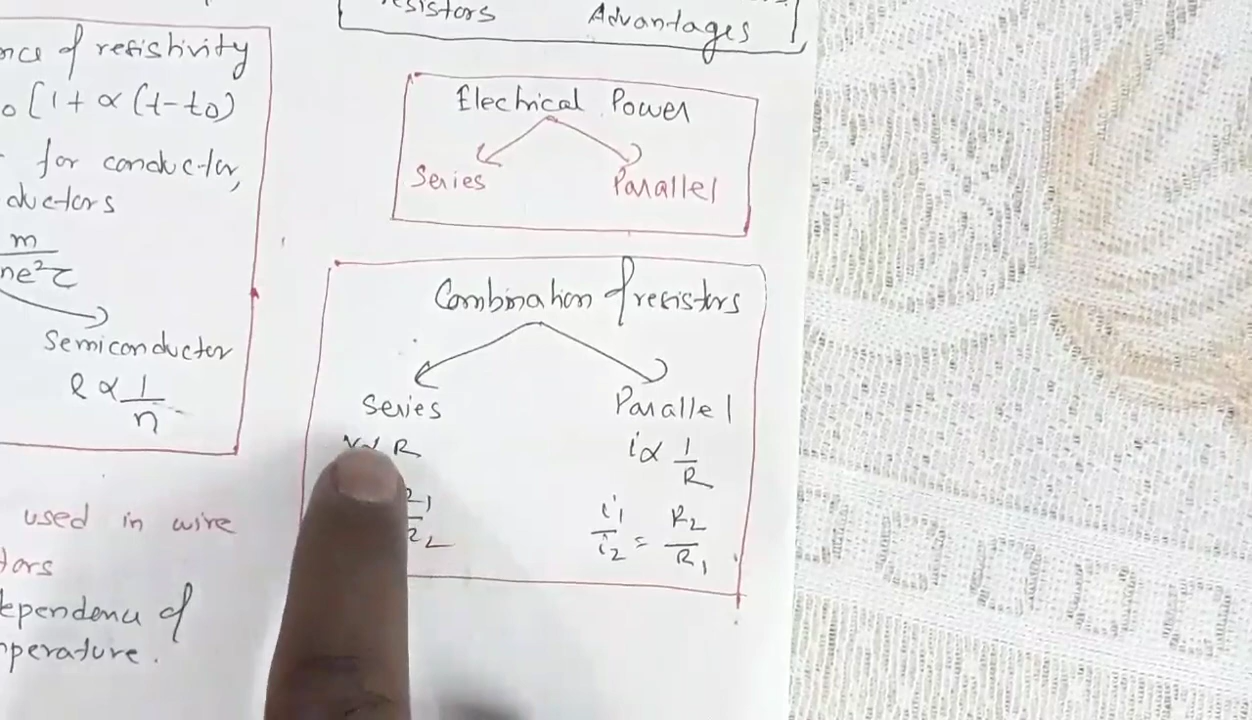 nce of resistivity
[1 + α (t-t0)
for conductor,
ductors
m
ne²τ
Semiconductor
R ∝ 1
n
used in wire
tors
ependence of
perature.
esistors Advantages
Electrical Power
Series Parallel
Combination of resistors
Series Parallel
R
i ∝ 1
R
i1 = R2
i2 R1